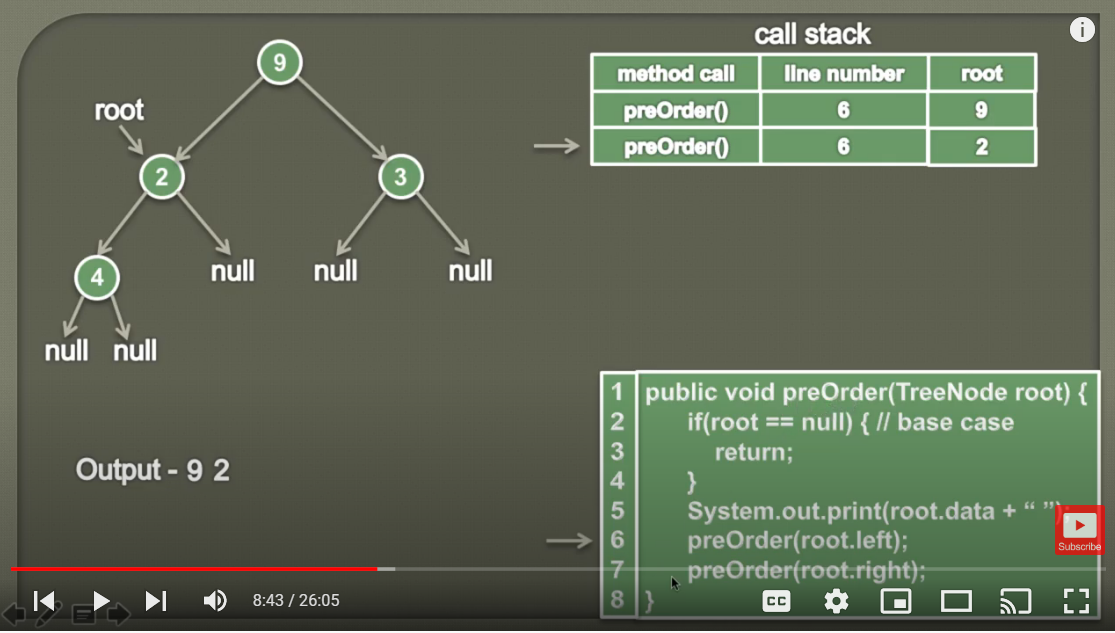 call stack
method call line number root
preOrder() 6 9
preOrder() 6 2
9
root
2
3
4
null
null
null
null
null
Output - 9 2
1 public void preOrder(TreeNode root) {
2 if(root == null) { // base case
3 return;
4 }
5 System.out.print(root.data + “ ”);
6 preOrder(root.left);
7 preOrder(root.right);
8 }
Subscribe
8:43 / 26:05
CC
i